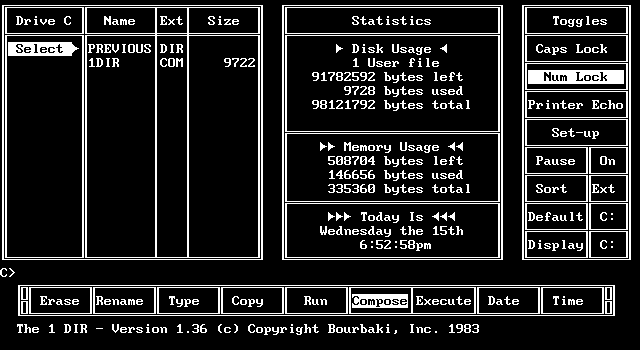 Drive C Name Ext Size
Select PREVIOUS DIR
1DIR COM 9722
Statistics
Disk Usage
1 User file
91782592 bytes left
9728 bytes used
98121792 bytes total
Memory Usage
508704 bytes left
146656 bytes used
335360 bytes total
Today Is
Wednesday the 15th
6:52:58pm
Toggles
Caps Lock
Num Lock
Printer Echo
Set-up
Pause On
Sort Ext
Default C:
Display C:
C>
Erase Rename Type Copy Run Compose Execute Date Time
The 1 DIR - Version 1.36 (c) Copyright Bourbaki, Inc. 1983